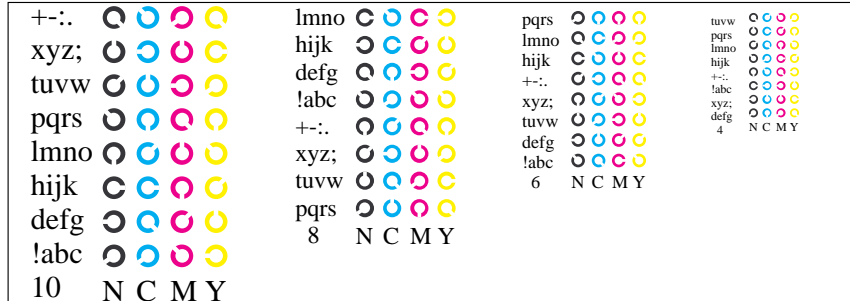 +-:.
xyz;
tuvw
pqrs
lmno
hijk
defg
!abc
10 N C M Y
lmno
hijk
defg
!abc
+-:.
xyz;
tuvw
pqrs
8 N C M Y
pqrs
lmno
hijk
+-:.
xyz;
tuvw
defg
!abc
6 N C M Y
tuvw
pqrs
lmno
hijk
+-:.
!abc
xyz;
defg
4 N C M Y